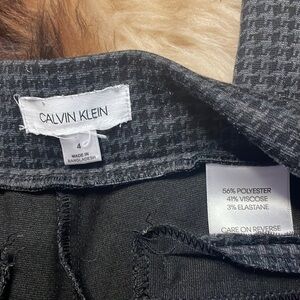 CALVIN KLEIN
4
MADE IN
BANGLADESH
56% POLYESTER
41% VISCOSE
3% ELASTANE
CARE ON REVERSE